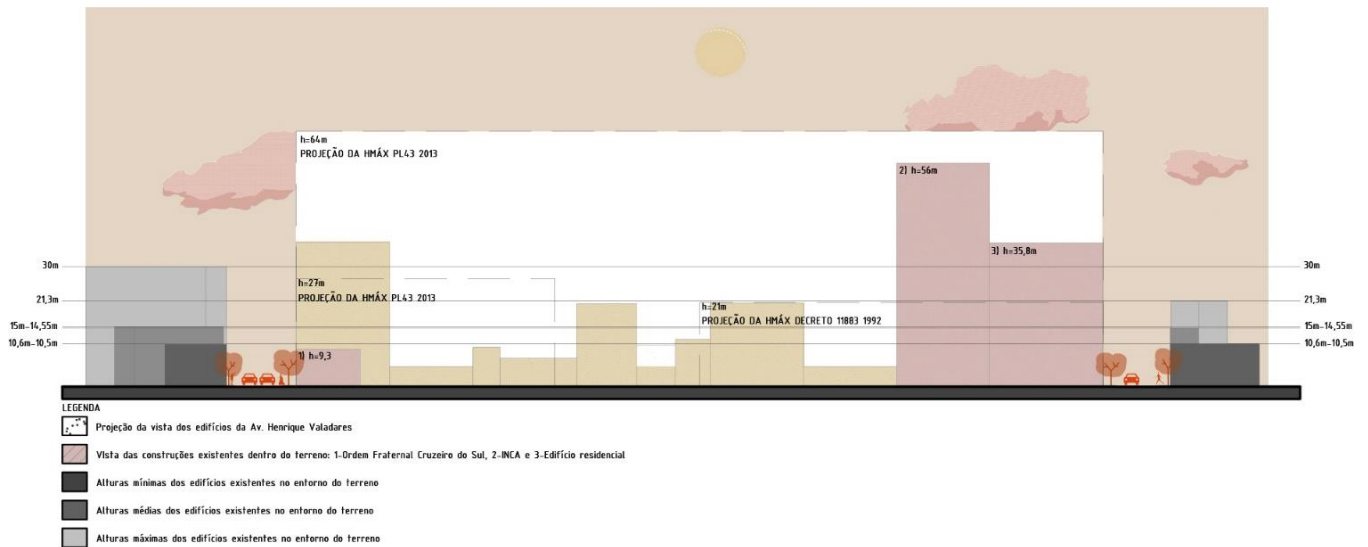 h=64m
PROJEÇÃO DA HMÁX PL43 2013
2) h=56m
3) h=35,8m
30m
30m
h=27m
PROJEÇÃO DA HMÁX PL43 2013
21,3m
21,3m
h=21m
PROJEÇÃO DA HMÁX DECRETO 11883 1992
15m-14,55m
15m-14,55m
10,6m-10,5m
10,6m-10,5m
1) h=9,3
LEGENDA
Projeção da vista dos edifícios da Av. Henrique Valadares
VIsta das construções existentes dentro do terreno: 1-Ordem Fraternal Cruzeiro do Sul, 2-INCA e 3-Edifício residencial
Alturas mínimas dos edifícios existentes no entorno do terreno
Alturas médias dos edifícios existentes no entorno do terreno
Alturas máximas dos edifícios existentes no entorno do terreno